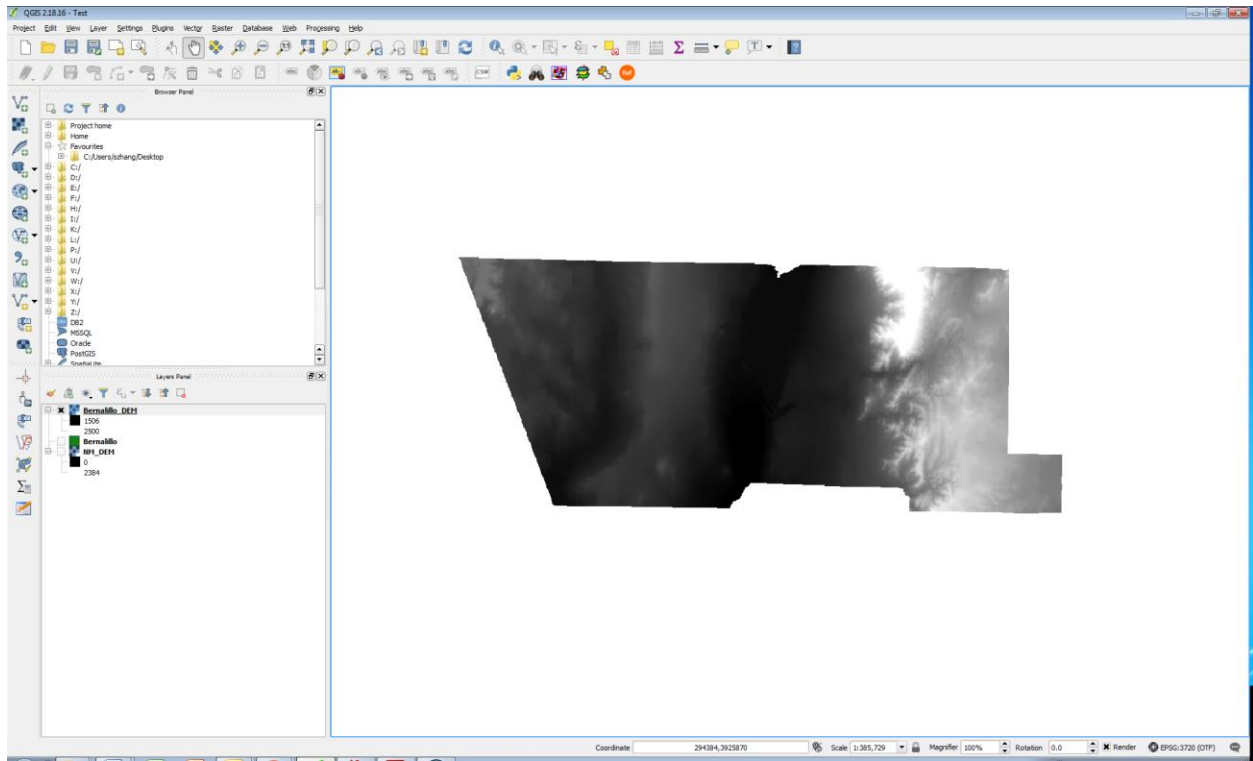 QGIS 2.18.16 - Test
Project Edit View Layer Settings Plugins Vector Raster Database Web Processing Help
Browser Panel
Project home
Home
Favourites
C:/Users/szhang/Desktop
C:/
D:/
E:/
F:/
H:/
I:/
K:/
L:/
P:/
U:/
V:/
W:/
X:/
Y:/
Z:/
DB2
MSSQL
Oracle
PostGIS
SpatiaLite
Layers Panel
Bernalillo_DEM
1506
2500
Bernalillo
NM_DEM
0
2384
Coordinate 294384,3925870 Scale 1:385,729 Magnifier 100% Rotation 0.0 Render EPSG:3720 (OTF)